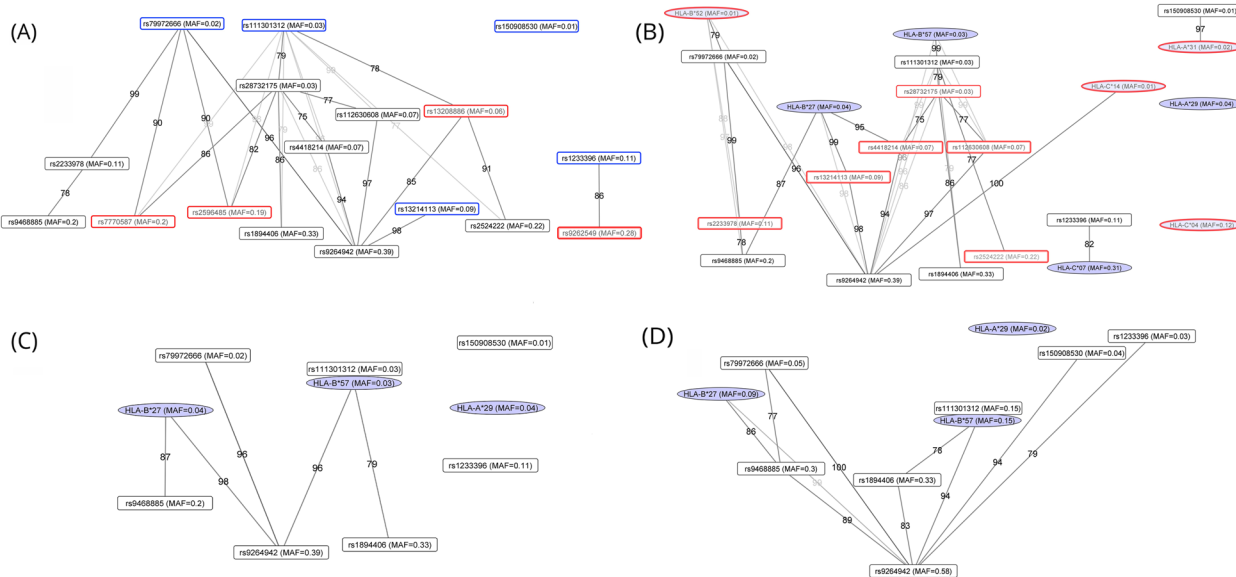 (A)
rs79972666 (MAF=0.02)
rs111301312 (MAF=0.03)
rs150908530 (MAF=0.01)
79
99
78
99
rs28732175 (MAF=0.03)
77
rs13208886 (MAF=0.06)
90
90
75
rs112630608 (MAF=0.07)
79
96
77
86
82
86
rs4418214 (MAF=0.07)
86
rs2233978 (MAF=0.11)
rs1233396 (MAF=0.11)
91
97
85
78
94
86
rs9468885 (MAF=0.2)
rs7770587 (MAF=0.2)
rs2596485 (MAF=0.19)
rs13214113 (MAF=0.09)
rs1894406 (MAF=0.33)
98
rs2524222 (MAF=0.22)
rs9262549 (MAF=0.28)
rs9264942 (MAF=0.39)
(B)
HLA-B*52 (MAF=0.01)
79
rs79972666 (MAF=0.02)
HLA-B*57 (MAF=0.03)
99
rs111301312 (MAF=0.03)
79
rs28732175 (MAF=0.03)
rs150908530 (MAF=0.01)
97
HLA-A*31 (MAF=0.02)
HLA-C*14 (MAF=0.01)
HLA-A*29 (MAF=0.04)
HLA-B*27 (MAF=0.04)
95
75
77
99
rs4418214 (MAF=0.07)
rs112630608 (MAF=0.07)
96
86
96
87
rs13214113 (MAF=0.09)
86
100
98
94
97
rs2233978 (MAF=0.11)
98
78
rs9468885 (MAF=0.2)
rs9264942 (MAF=0.39)
rs1894406 (MAF=0.33)
rs2524222 (MAF=0.22)
rs1233396 (MAF=0.11)
82
HLA-C*07 (MAF=0.31)
HLA-C*04 (MAF=0.12)
(C)
rs79972666 (MAF=0.02)
rs111301312 (MAF=0.03)
HLA-B*57 (MAF=0.03)
rs150908530 (MAF=0.01)
HLA-B*27 (MAF=0.04)
HLA-A*29 (MAF=0.04)
87
96
96
79
98
rs1233396 (MAF=0.11)
rs9468885 (MAF=0.2)
rs9264942 (MAF=0.39)
rs1894406 (MAF=0.33)
(D)
HLA-A*29 (MAF=0.02)
rs1233396 (MAF=0.03)
rs150908530 (MAF=0.04)
rs79972666 (MAF=0.05)
HLA-B*27 (MAF=0.09)
rs111301312 (MAF=0.15)
HLA-B*57 (MAF=0.15)
77
86
78
79
94
rs9468885 (MAF=0.3)
100
rs1894406 (MAF=0.33)
99
94
89
83
rs9264942 (MAF=0.58)